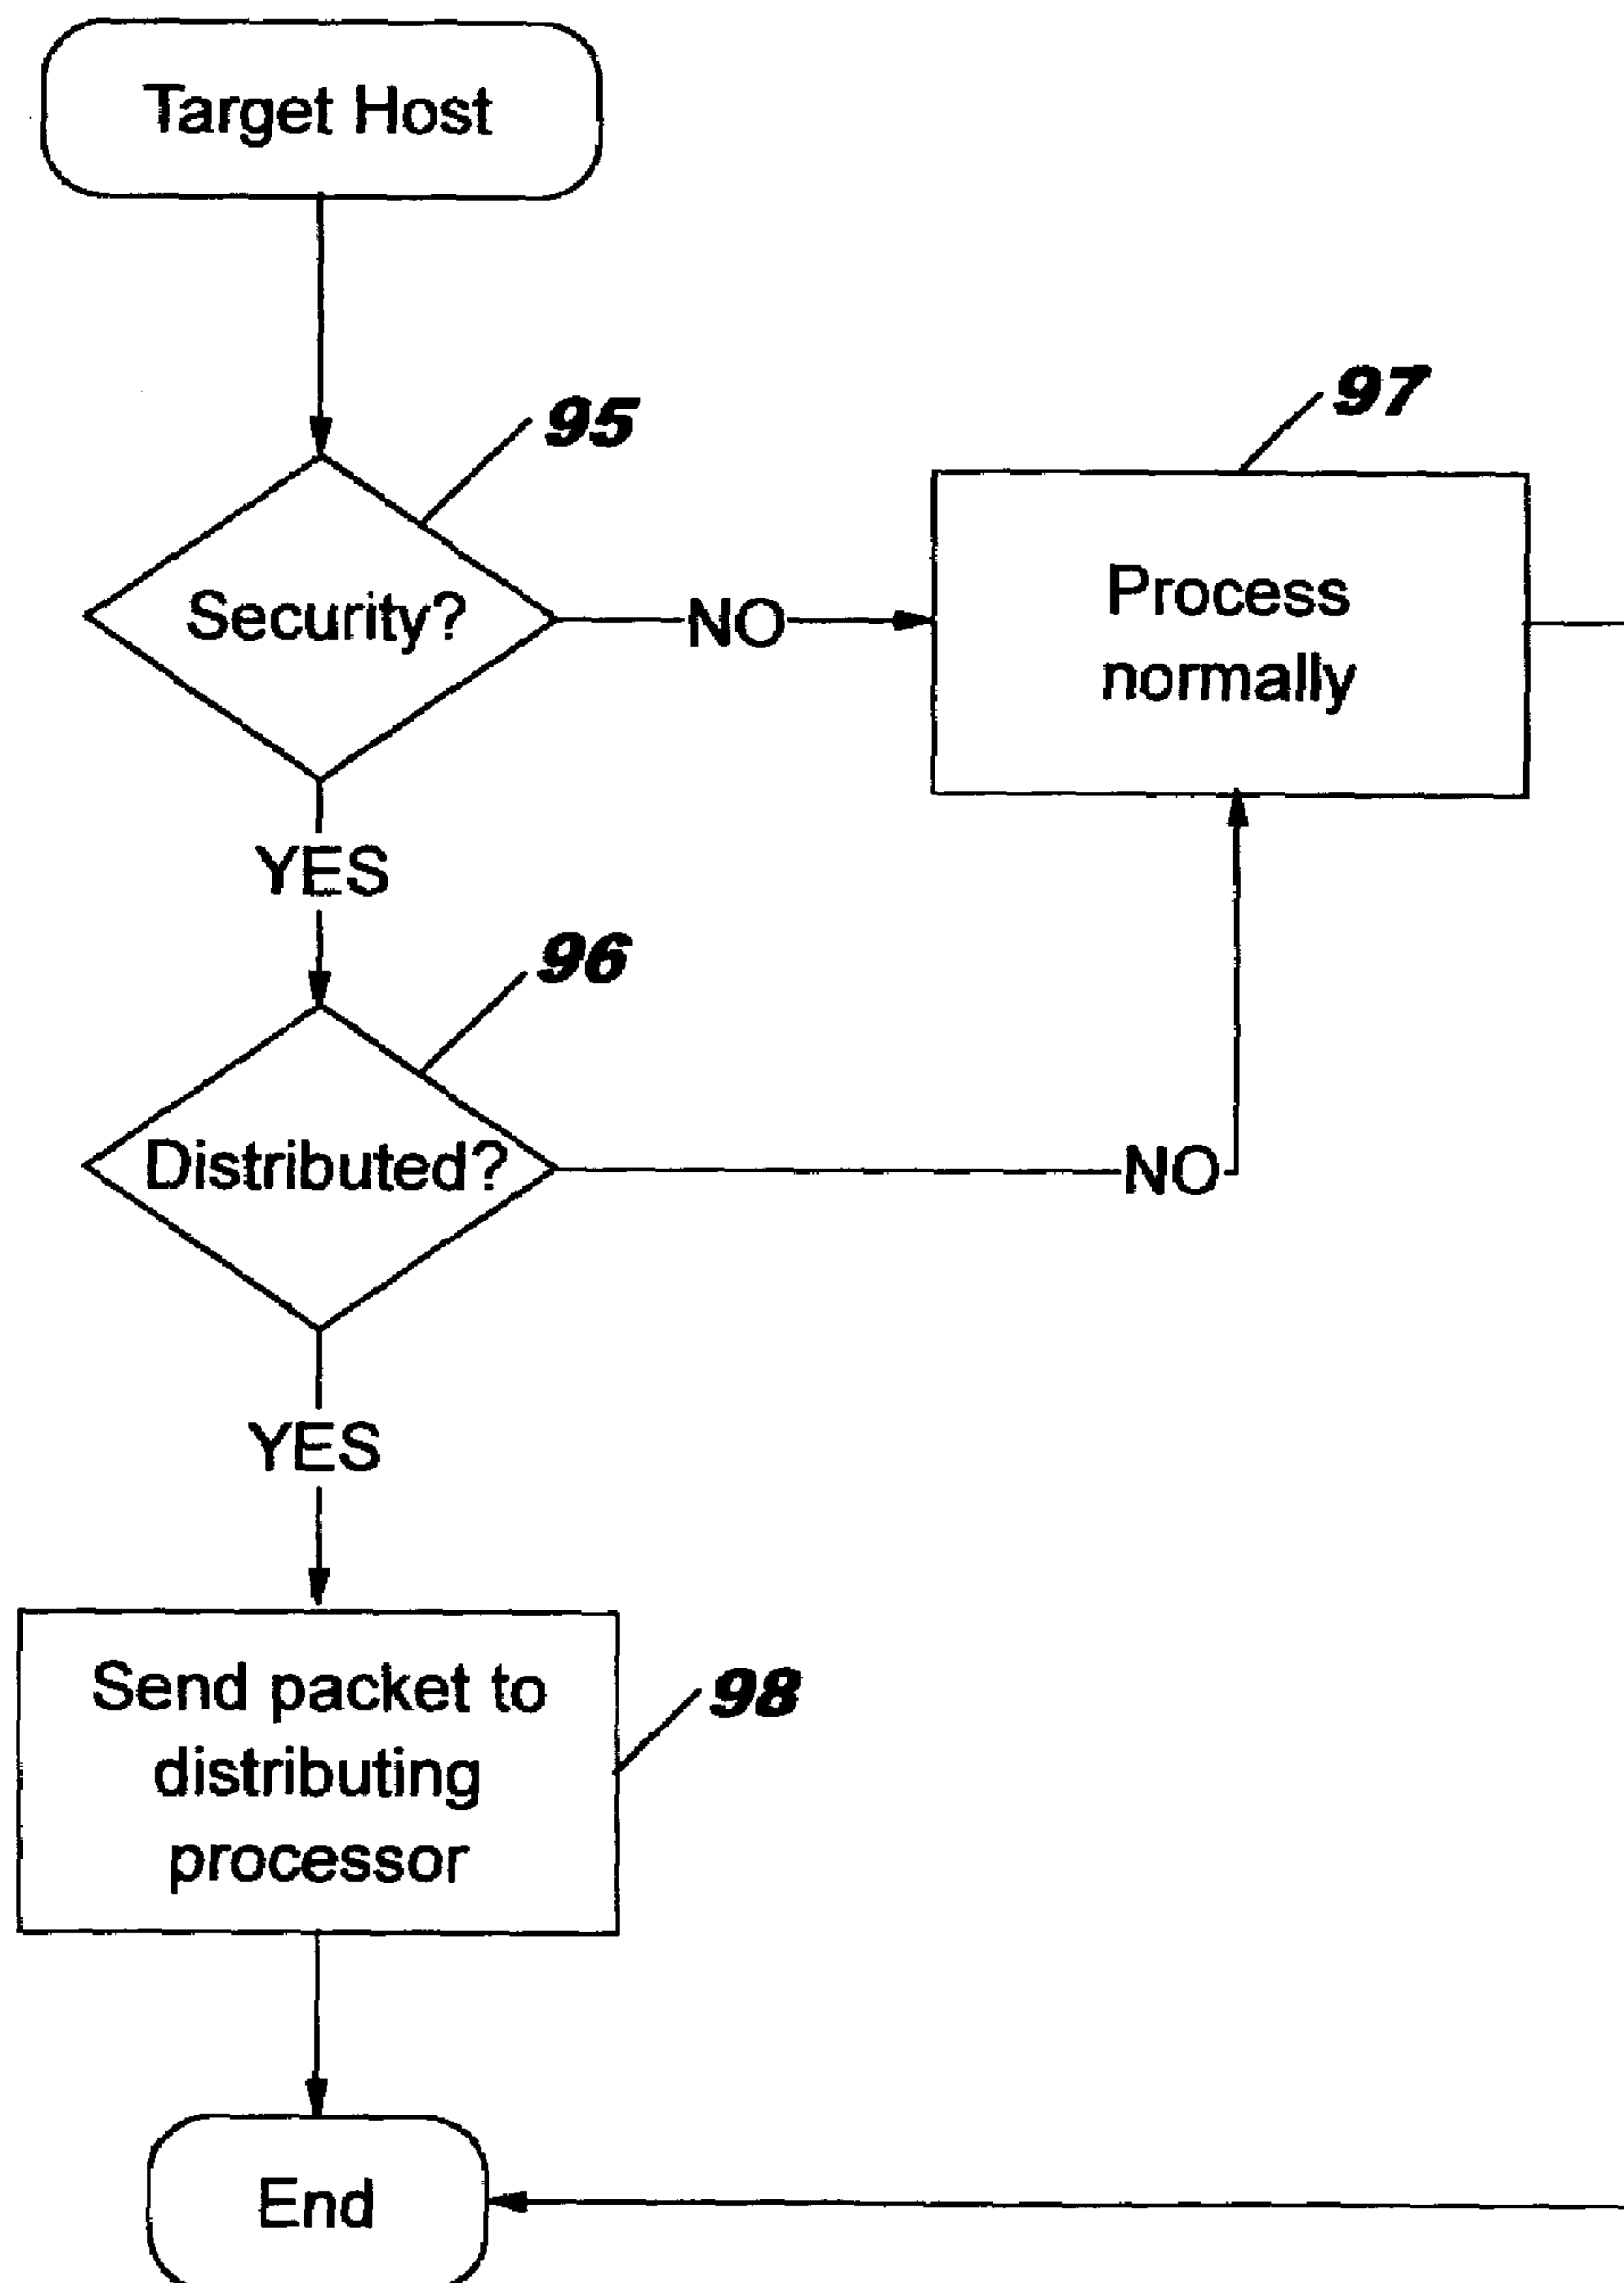 Target Host
95
97
Security?
NO
Process
normally
YES
96
Distributed?
NO
YES
Send packet to
distributing
processor
98
End